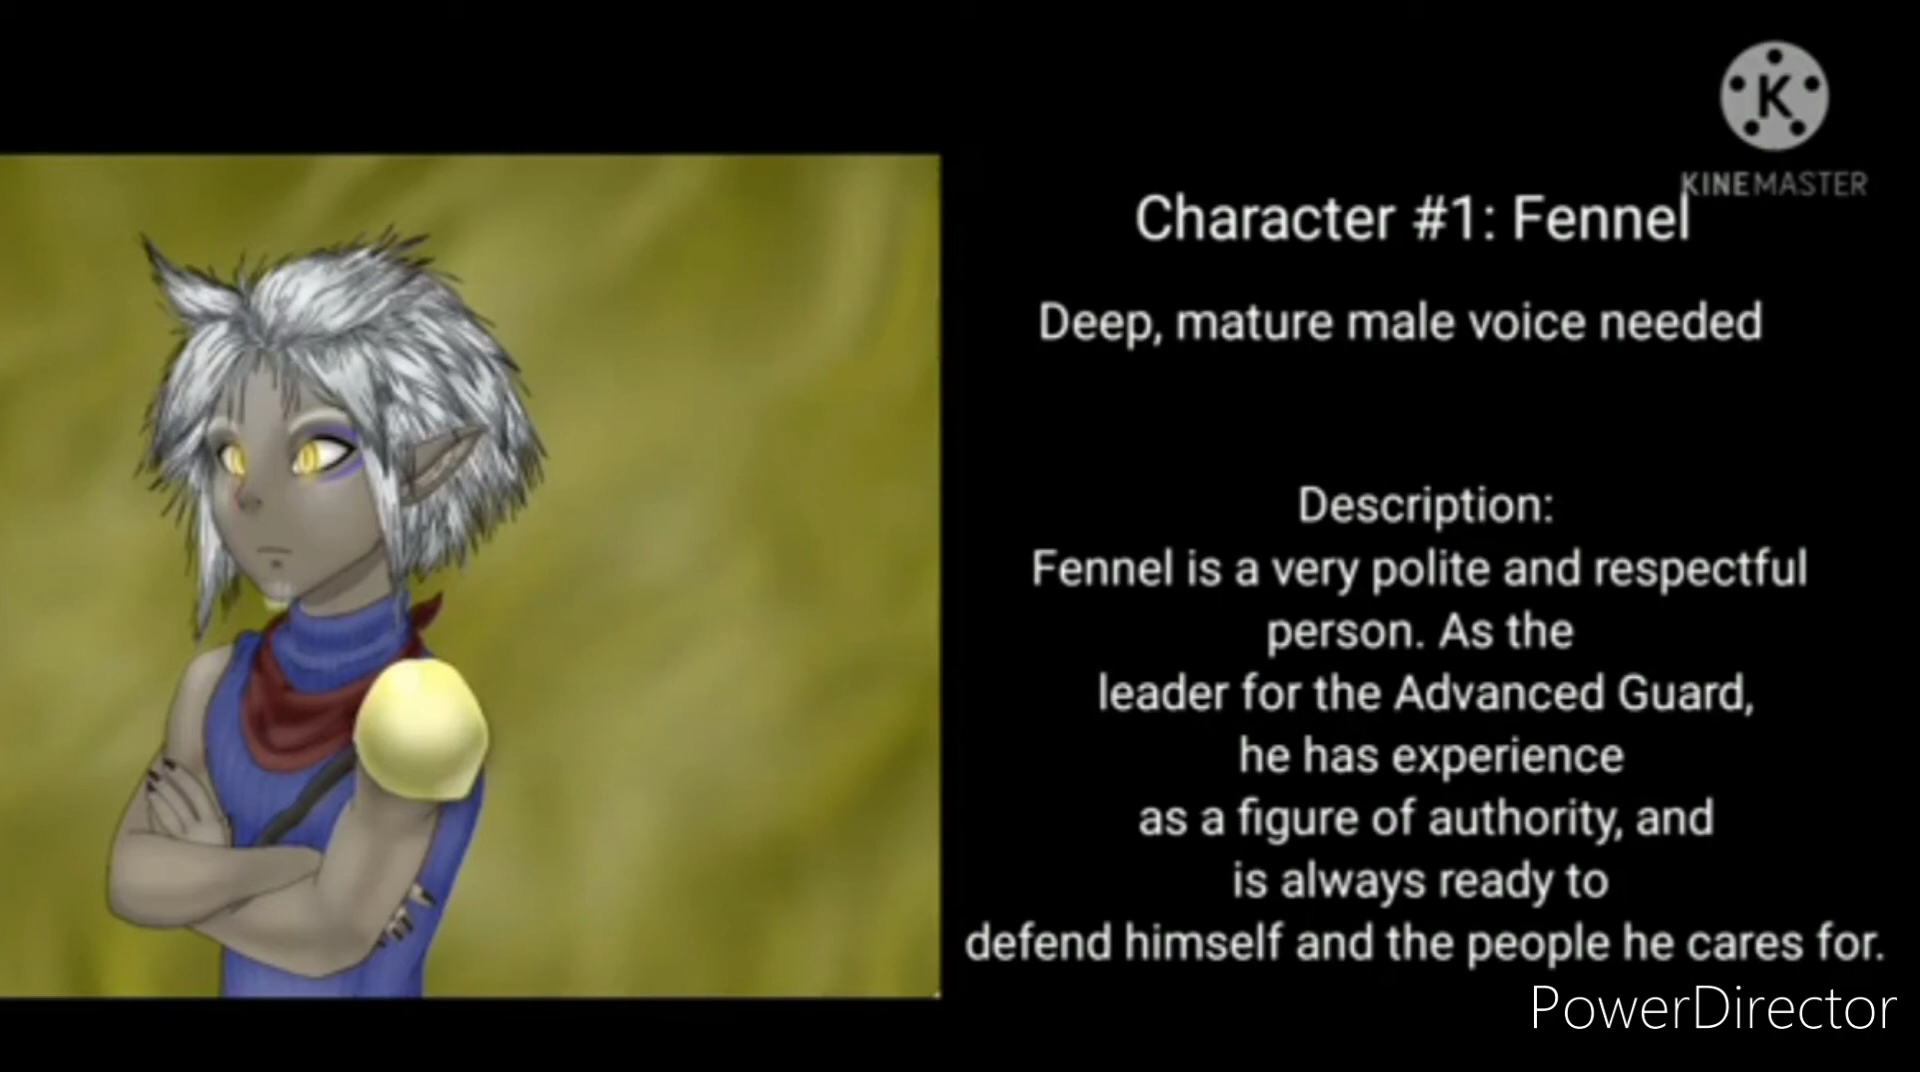 K
KINEMASTER
Character #1: Fennel
Deep, mature male voice needed
Description:
Fennel is a very polite and respectful
person. As the
leader for the Advanced Guard,
he has experience
as a figure of authority, and
is always ready to
defend himself and the people he cares for.
PowerDirector